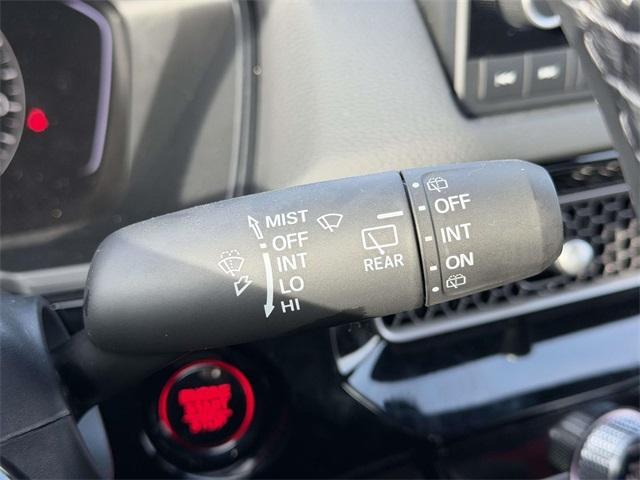 MIST
OFF
INT
LO
HI
REAR
OFF
INT
ON